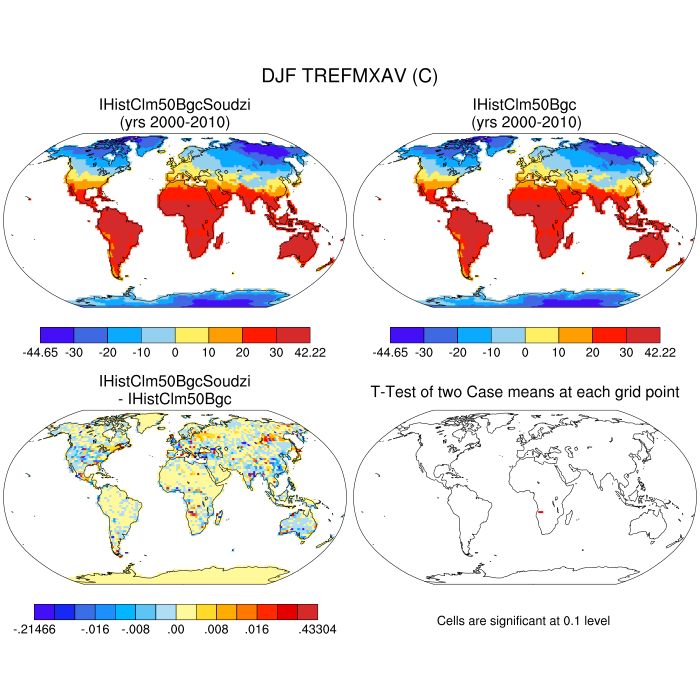 DJF TREFMXAV (C)
IHistClm50BgcSoudzi
(yrs 2000-2010)
IHistClm50Bgc
(yrs 2000-2010)
-44.65 -30 -20 -10 0 10 20 30 42.22
-44.65 -30 -20 -10 0 10 20 30 42.22
IHistClm50BgcSoudzi
- IHistClm50Bgc
T-Test of two Case means at each grid point
-.21466 -.016 -.008 .00 .008 .016 .43304
Cells are significant at 0.1 level